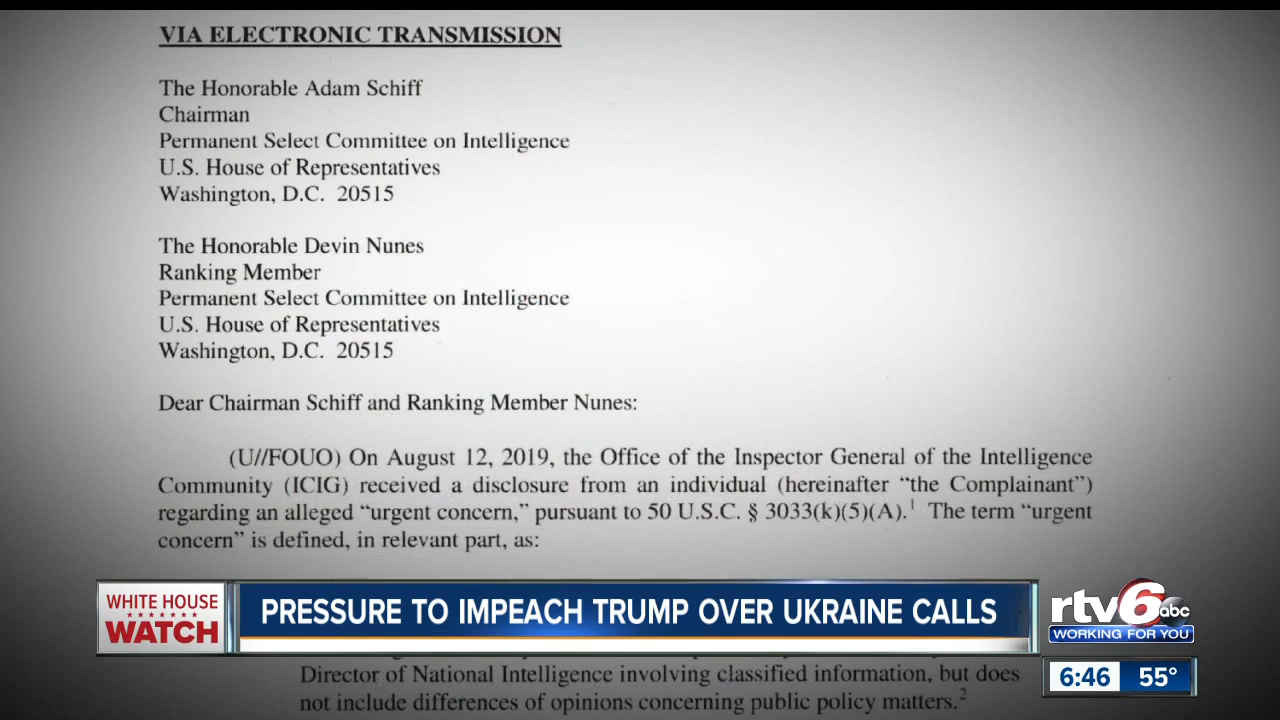 VIA ELECTRONIC TRANSMISSION
The Honorable Adam Schiff
Chairman
Permanent Select Committee on Intelligence
U.S. House of Representatives
Washington, D.C. 20515
The Honorable Devin Nunes
Ranking Member
Permanent Select Committee on Intelligence
U.S. House of Representatives
Washington, D.C. 20515
Dear Chairman Schiff and Ranking Member Nunes:
(U//FOUO) On August 12, 2019, the Office of the Inspector General of the Intelligence
Community (ICIG) received a disclosure from an individual (hereinafter “the Complainant”)
regarding an alleged “urgent concern,” pursuant to 50 U.S.C. § 3033(k)(5)(A).¹ The term “urgent
concern” is defined, in relevant part, as:
WHITE HOUSE
WATCH
PRESSURE TO IMPEACH TRUMP OVER UKRAINE CALLS
rtv6 abc
WORKING FOR YOU
6:46 55°
Director of National Intelligence involving classified information, but does
not include differences of opinions concerning public policy matters.²